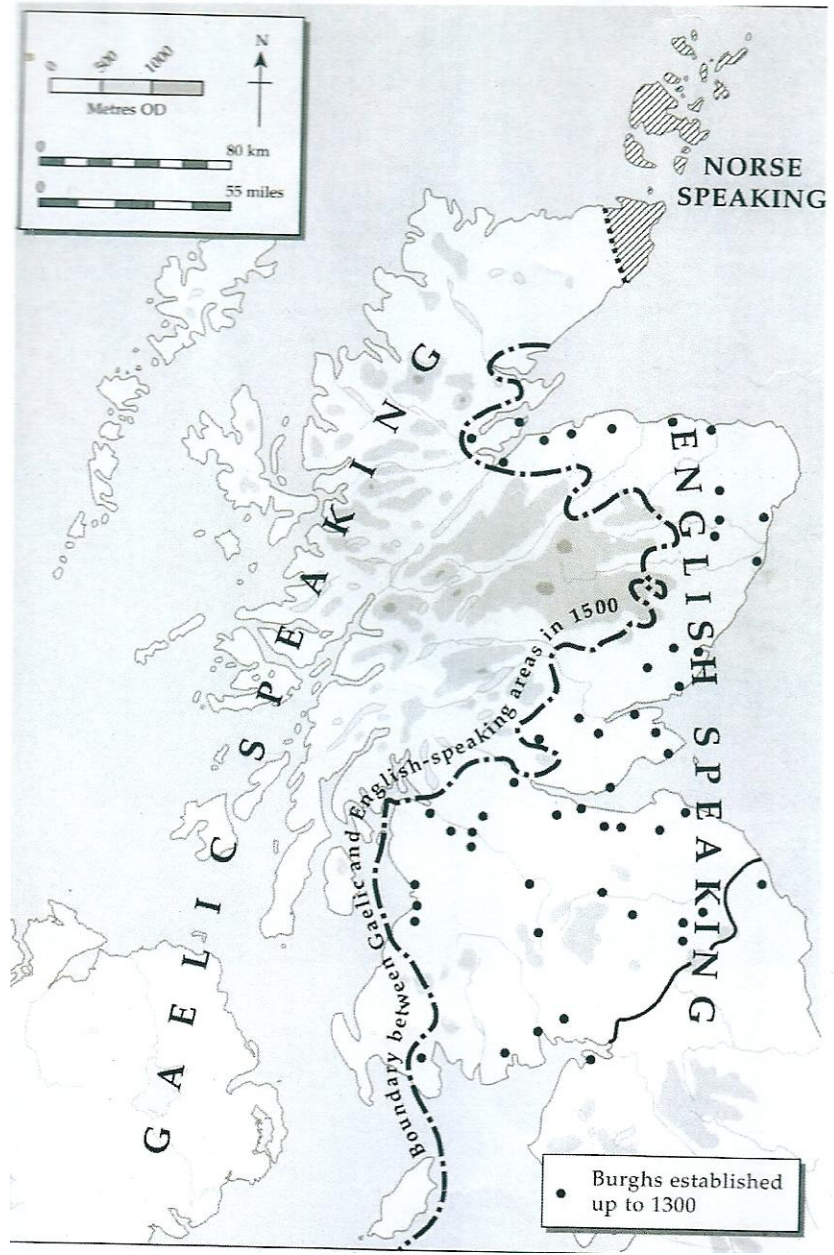 0 500 1000
Metres OD
N
0 80 km
0 55 miles
NORSE
SPEAKING
GAELIC SPEAKING
ENGLISH SPEAKING
Boundary between Gaelic and English-speaking areas in 1500
Burghs established
up to 1300